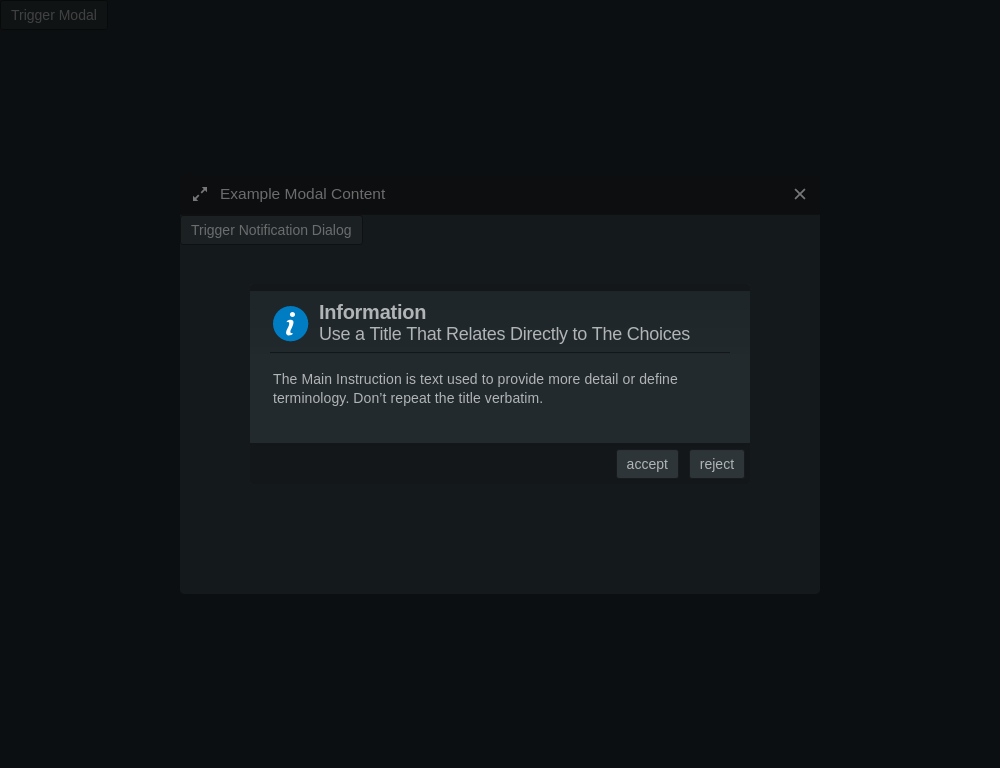 Trigger Modal
Example Modal Content
Trigger Notification Dialog
Information
Use a Title That Relates Directly to The Choices
The Main Instruction is text used to provide more detail or define
terminology. Don’t repeat the title verbatim.
accept reject